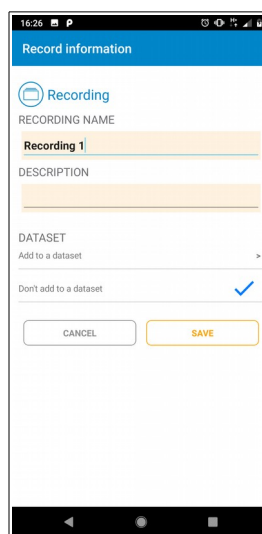 16:26
Record information
Recording
RECORDING NAME
Recording 1
DESCRIPTION
DATASET
Add to a dataset >
Don't add to a dataset
CANCEL SAVE